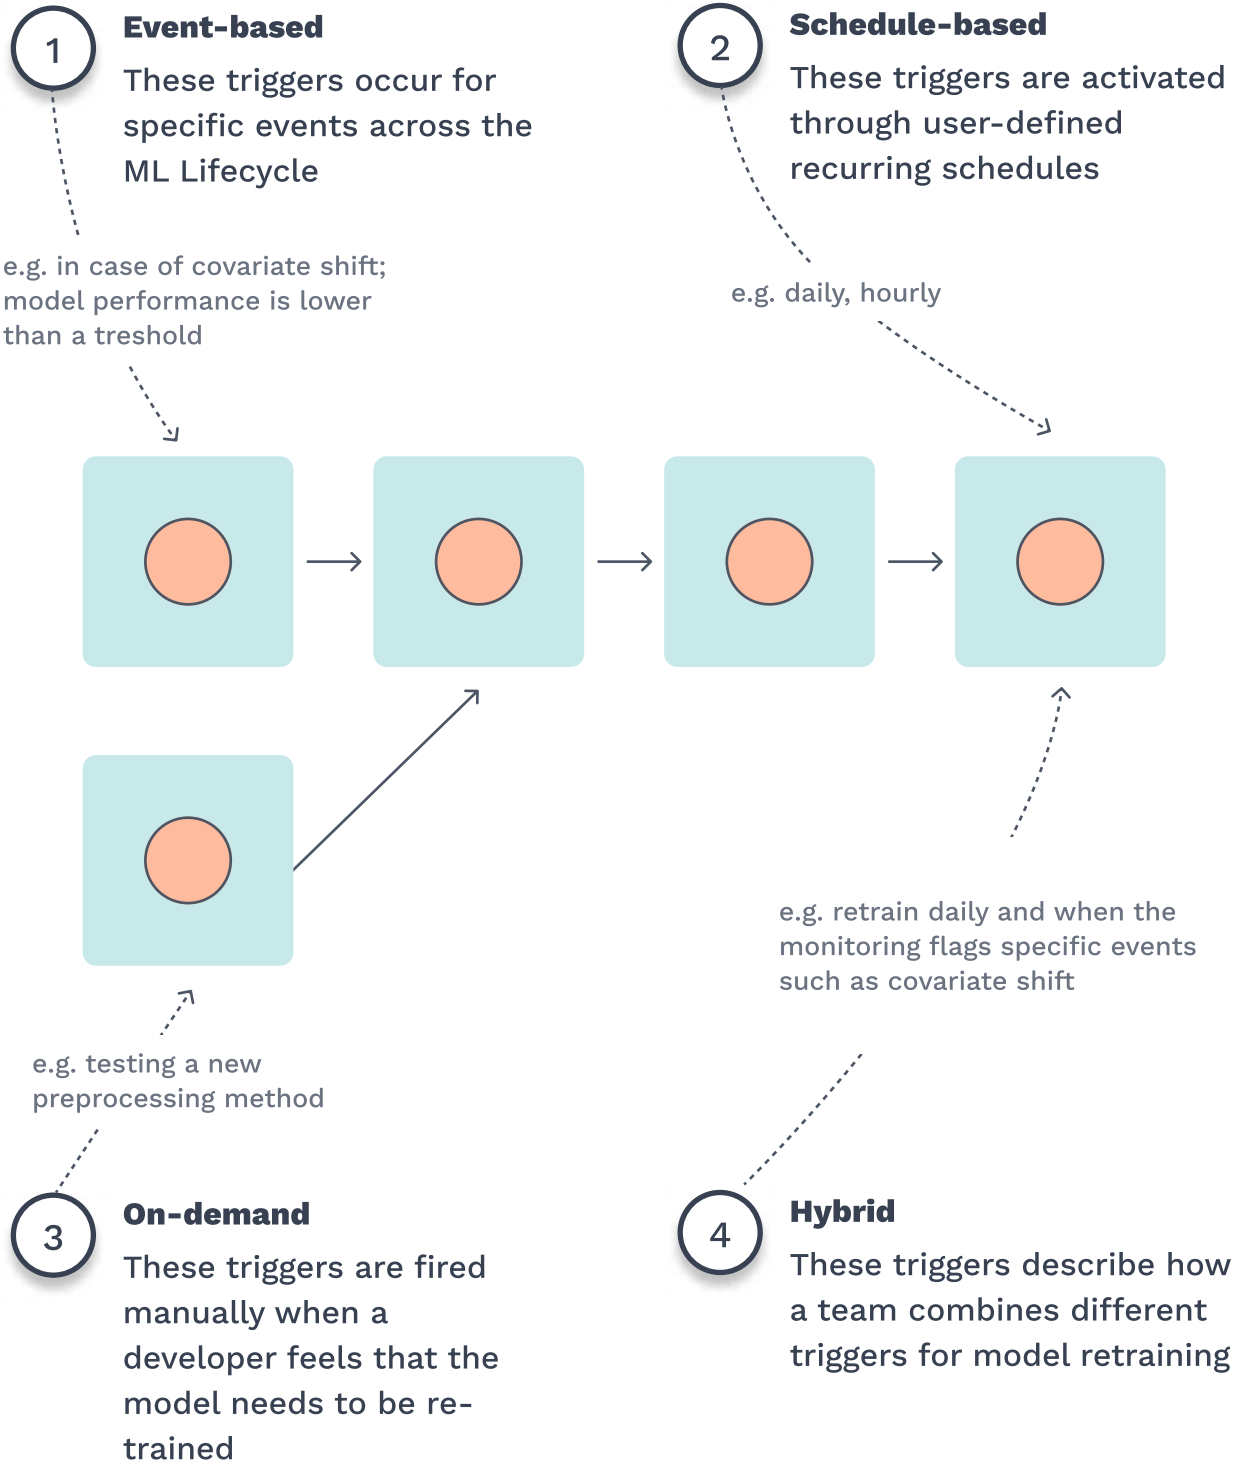 1
Event-based
These triggers occur for
specific events across the
ML Lifecycle
e.g. in case of covariate shift;
model performance is lower
than a treshold
2
Schedule-based
These triggers are activated
through user-defined
recurring schedules
e.g. daily, hourly
e.g. testing a new
preprocessing method
3
On-demand
These triggers are fired
manually when a
developer feels that the
model needs to be re-
trained
e.g. retrain daily and when the
monitoring flags specific events
such as covariate shift
4
Hybrid
These triggers describe how
a team combines different
triggers for model retraining